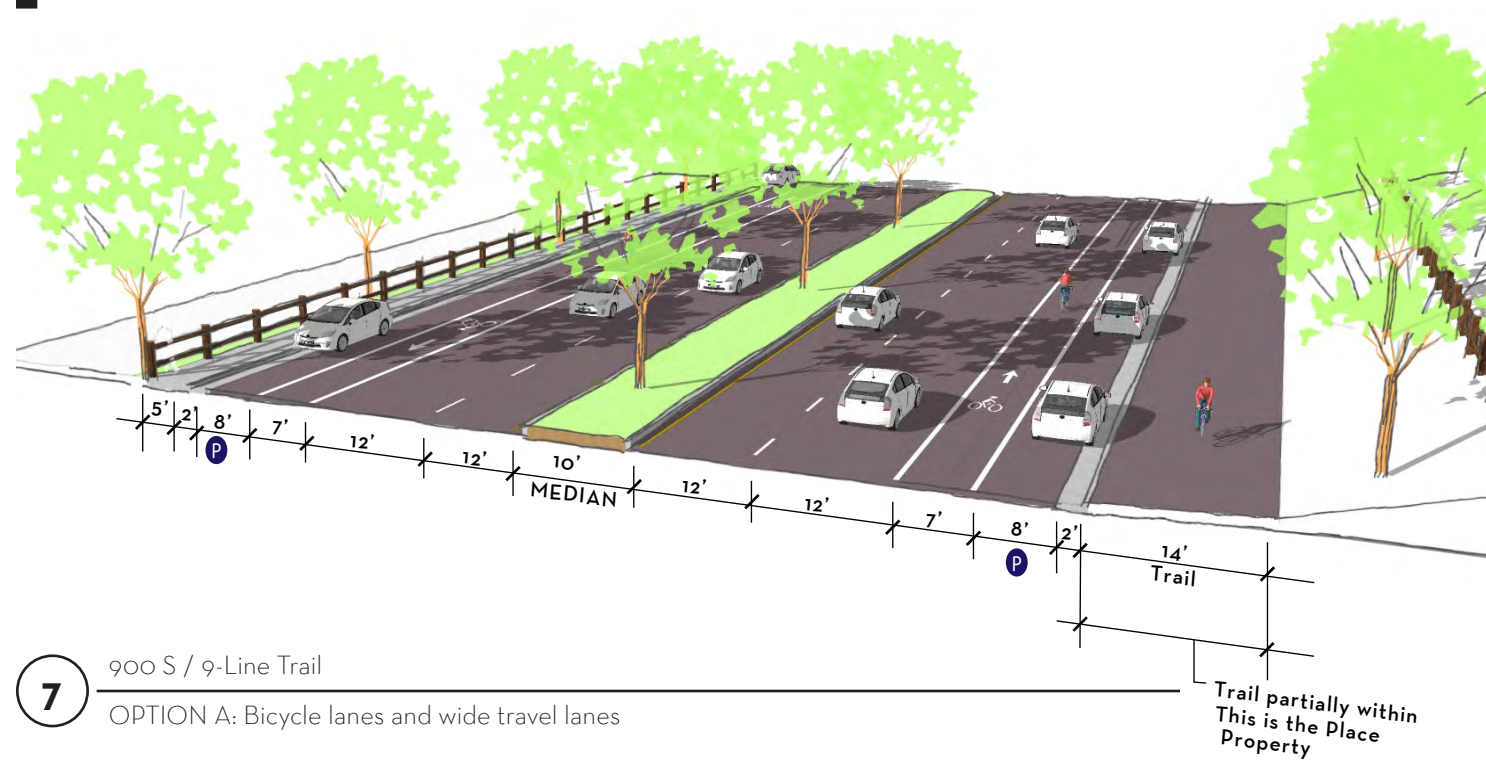 5' 2' 8' 7' 12' 12' 10' 12' 12' 7' 8' 2' 14'
P
MEDIAN
P
Trail
7
900 S / 9-Line Trail
OPTION A: Bicycle lanes and wide travel lanes
Trail partially within
This is the Place
Property